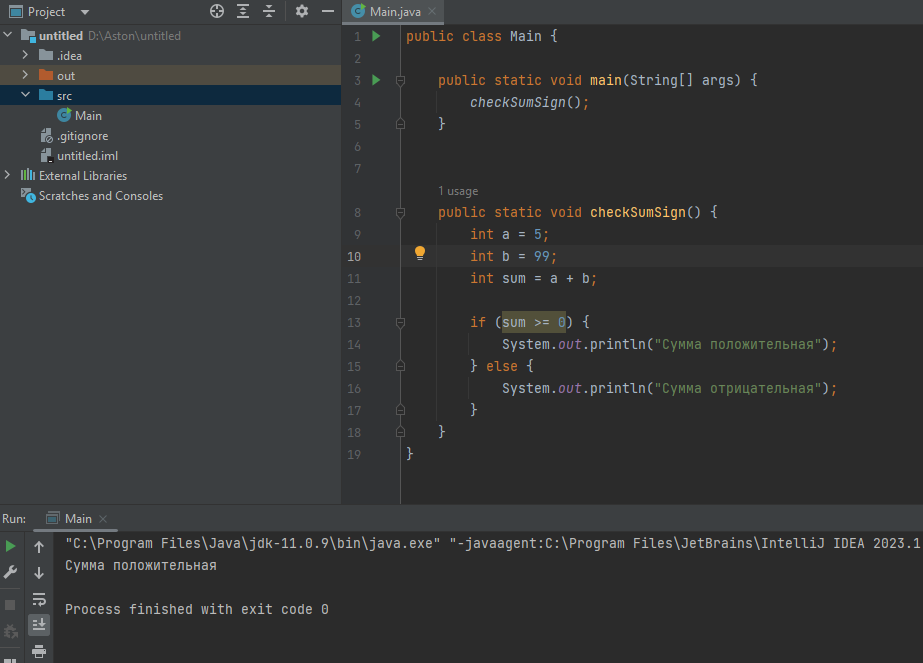 Project
Main.java
untitled D:\Aston\untitled
.idea
out
src
Main
.gitignore
untitled.iml
External Libraries
Scratches and Consoles
1 public class Main {
2
3 public static void main(String[] args) {
4 checkSumSign();
5 }
6
7
1 usage
8 public static void checkSumSign() {
9 int a = 5;
10 int b = 99;
11 int sum = a + b;
12
13 if (sum >= 0) {
14 System.out.println("Сумма положительная");
15 } else {
16 System.out.println("Сумма отрицательная");
17 }
18 }
19 }
Run: Main
"C:\Program Files\Java\jdk-11.0.9\bin\java.exe" "-javaagent:C:\Program Files\JetBrains\IntelliJ IDEA 2023.1
Сумма положительная
Process finished with exit code 0